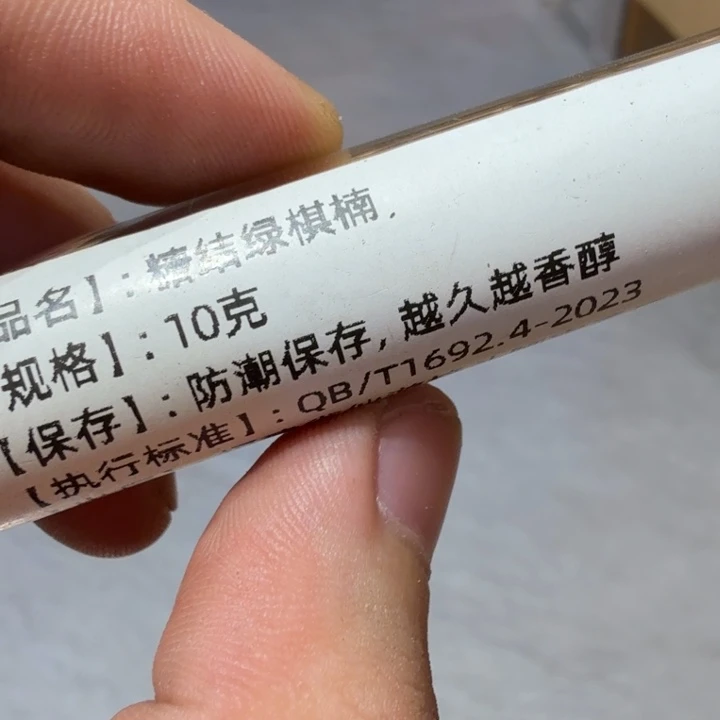 品名】:糖结绿棋楠
规格】:10克
【保存】:防潮保存,越久越香醇
【执行标准】:QB/T1692.4-2023